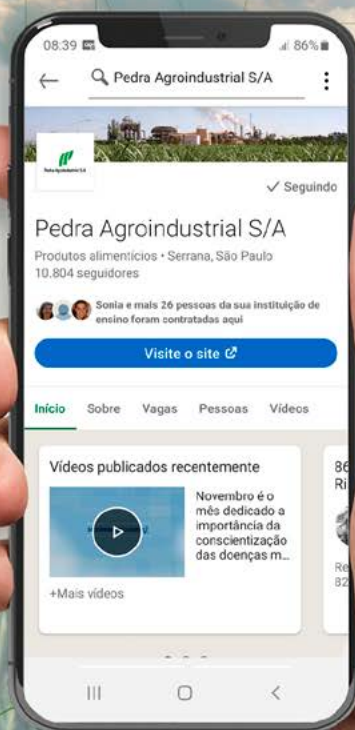 08:39
86%
Pedra Agroindustrial S/A
Pedra Agroindustrial S/A
Seguindo
Pedra Agroindustrial S/A
Produtos alimentícios • Serrana, São Paulo
10.804 seguidores
Sonia e mais 26 pessoas da sua instituição de
ensino foram contratadas aqui
Visite o site
Início Sobre Vagas Pessoas Vídeos
Vídeos publicados recentemente
Novembro é o
mês dedicado a
importância da
conscientização
das doenças m...
+Mais vídeos
86
Ri
Re
82